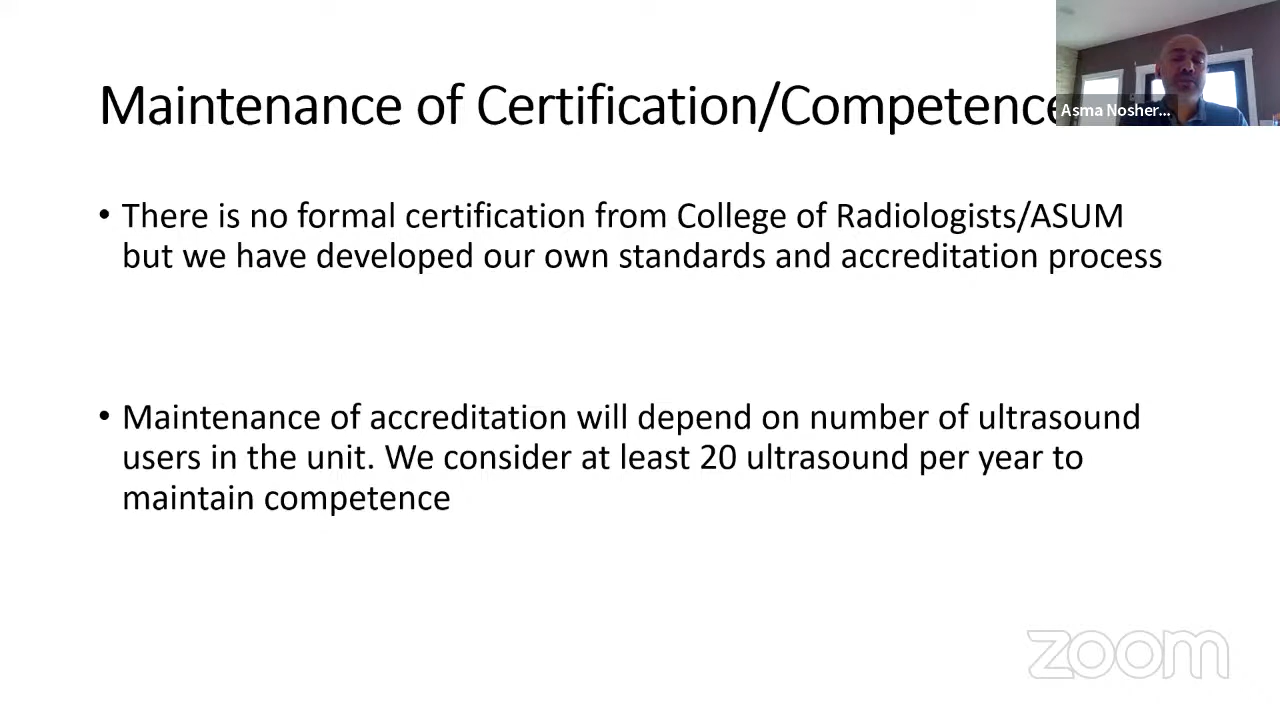 Maintenance of Certification/Competence
Asma Nosher...
• There is no formal certification from College of Radiologists/ASUM
but we have developed our own standards and accreditation process
• Maintenance of accreditation will depend on number of ultrasound
users in the unit. We consider at least 20 ultrasound per year to
maintain competence
zoom